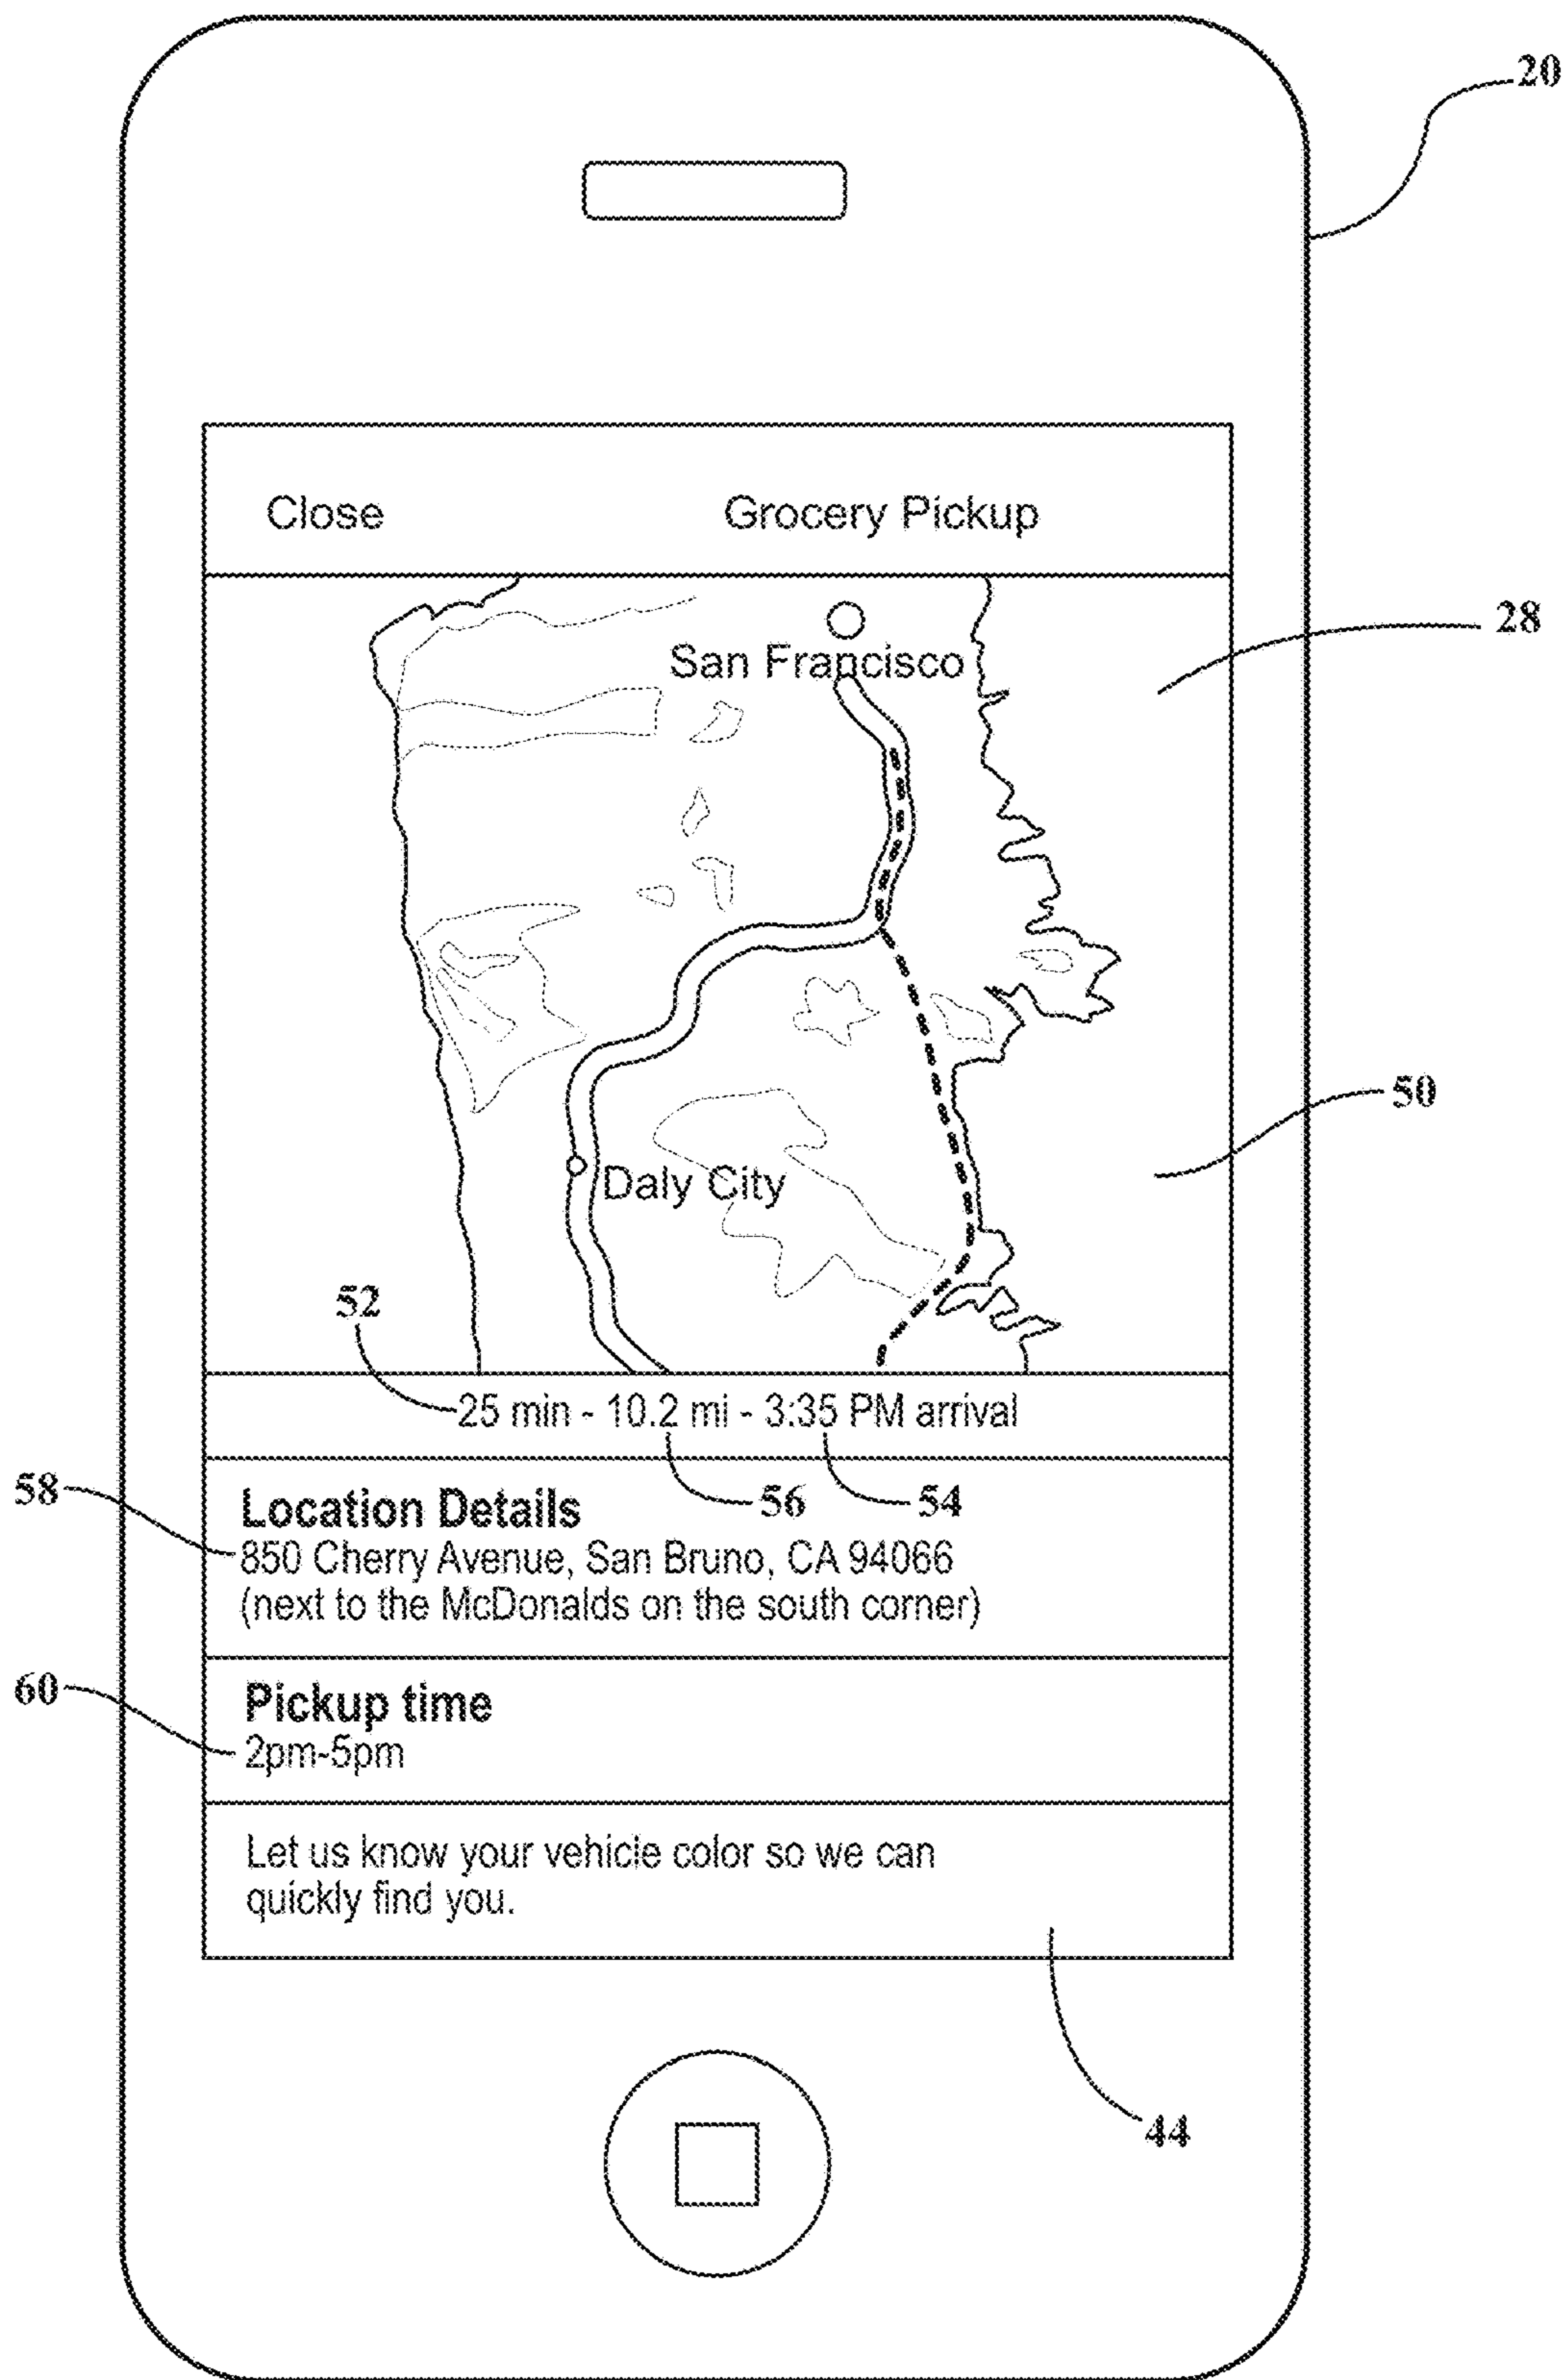 20
Close Grocery Pickup
28
San Francisco
50
Daly City
52
25 min - 10.2 mi - 3:35 PM arrival
56 54
58
Location Details
850 Cherry Avenue, San Bruno, CA 94066
(next to the McDonalds on the south corner)
60
Pickup time
2pm-5pm
Let us know your vehicle color so we can
quickly find you.
44